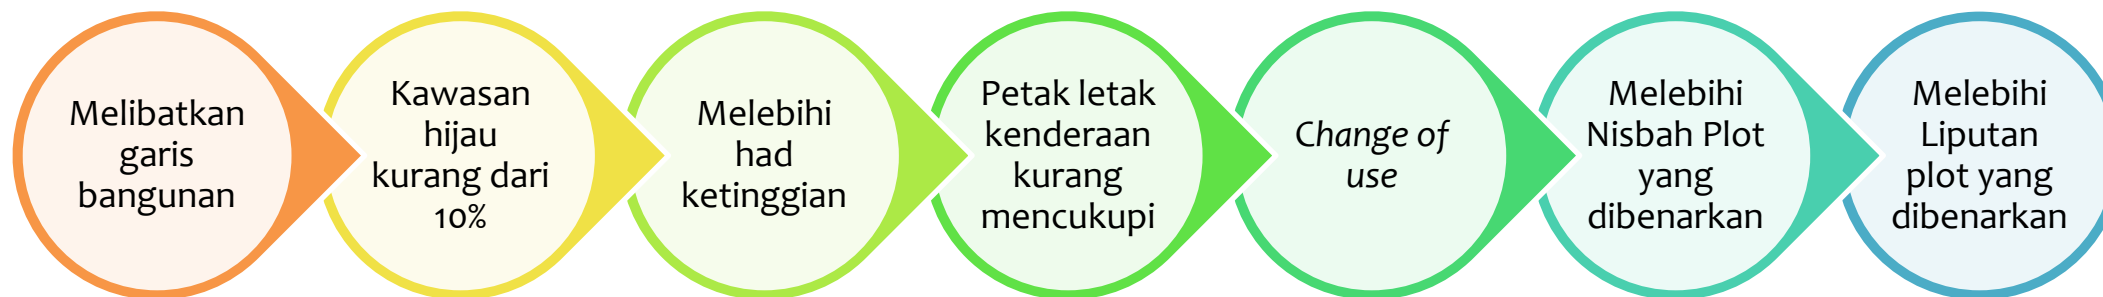 Melibatkan
garis
bangunan
Kawasan
hijau
kurang dari
10%
Melebihi
had
ketinggian
Petak letak
kenderaan
kurang
mencukupi
Change of
use
Melebihi
Nisbah Plot
yang
dibenarkan
Melebihi
Liputan
plot yang
dibenarkan